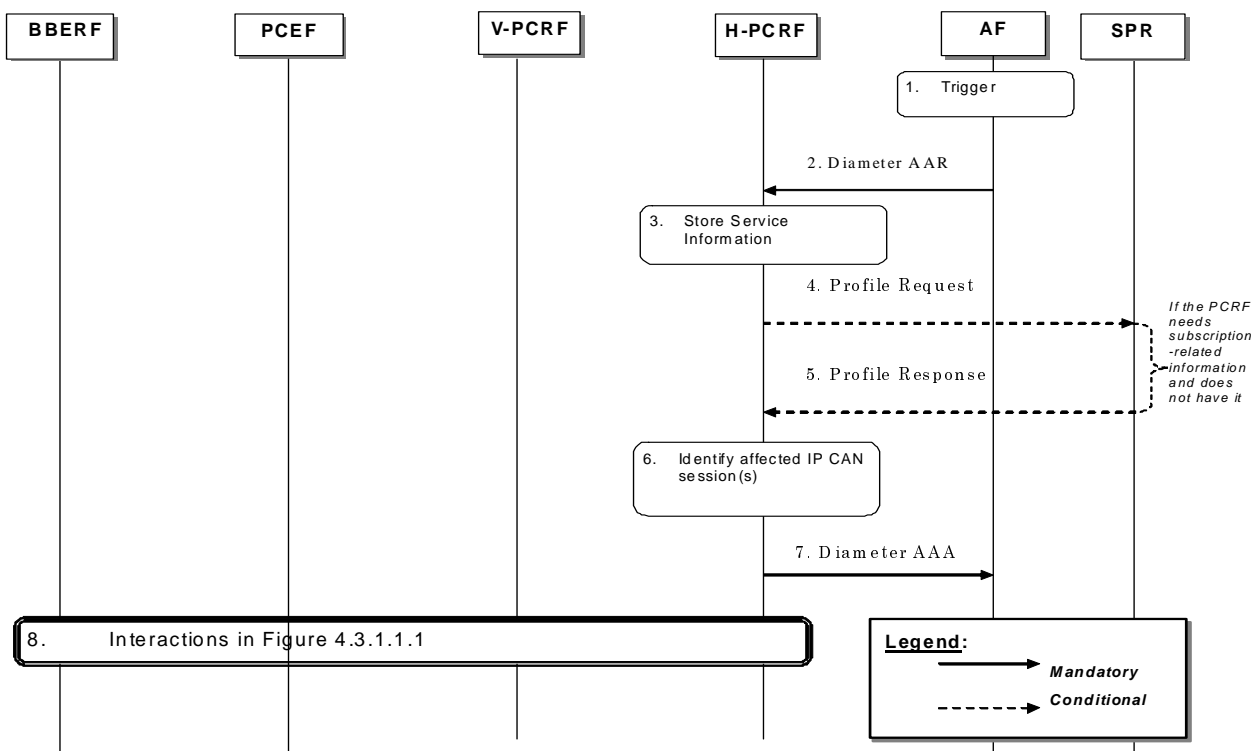 BBERF
PCEF
V-PCRF
H-PCRF
AF
SPR
1. Trigger
2. Diameter AAR
3. Store Service
Information
4. Profile Request
If the PCRF
needs
subscription
-related
information
and does
not have it
5. Profile Response
6. Identify affected IP CAN
session(s)
7. Diameter AAA
8. Interactions in Figure 4.3.1.1.1
Legend:
Mandatory
Conditional